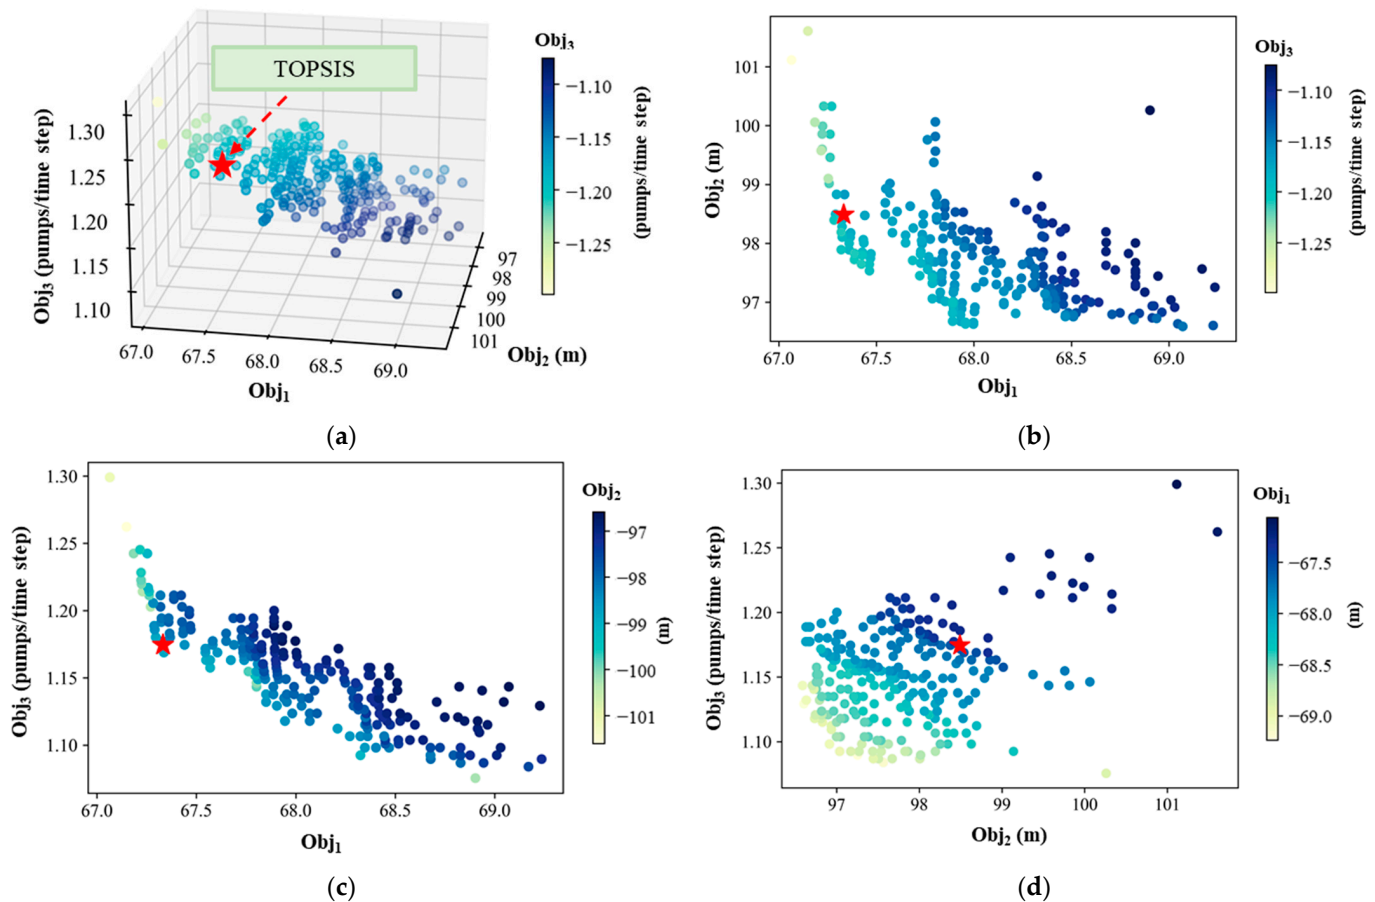 TOPSIS
Obj3
(pumps/time step)
−1.10
−1.15
−1.20
−1.25
Obj3 (pumps/time step)
1.30
1.25
1.20
1.15
1.10
67.0
67.5
68.0
68.5
69.0
Obj1
97
98
99
100
101
Obj2 (m)
(a)
Obj2 (m)
101
100
99
98
97
67.0
67.5
68.0
68.5
69.0
Obj1
Obj3
−1.10
−1.15
−1.20
−1.25
(pumps/time step)
(b)
Obj3 (pumps/time step)
1.30
1.25
1.20
1.15
1.10
67.0
67.5
68.0
68.5
69.0
Obj1
Obj2
−97
−98
−99
−100
−101
(m)
(c)
Obj3 (pumps/time step)
1.30
1.25
1.20
1.15
1.10
97
98
99
100
101
Obj2 (m)
Obj1
−67.5
−68.0
−68.5
−69.0
(m)
(d)